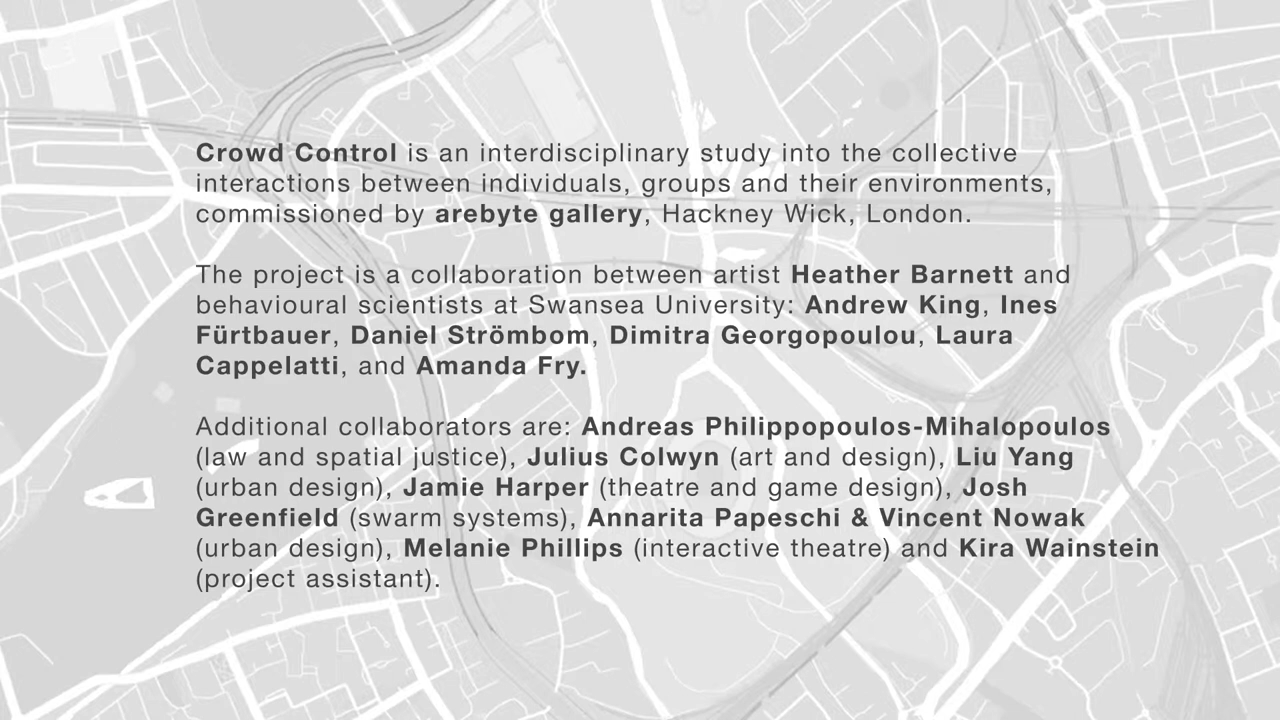 Crowd Control is an interdisciplinary study into the collective
interactions between individuals, groups and their environments,
commissioned by arebyte gallery, Hackney Wick, London.
The project is a collaboration between artist Heather Barnett and
behavioural scientists at Swansea University: Andrew King, Ines
Fürtbauer, Daniel Strömbom, Dimitra Georgopoulou, Laura
Cappelatti, and Amanda Fry.
Additional collaborators are: Andreas Philippopoulos-Mihalopoulos
(law and spatial justice), Julius Colwyn (art and design), Liu Yang
(urban design), Jamie Harper (theatre and game design), Josh
Greenfield (swarm systems), Annarita Papeschi & Vincent Nowak
(urban design), Melanie Phillips (interactive theatre) and Kira Wainstein
(project assistant).